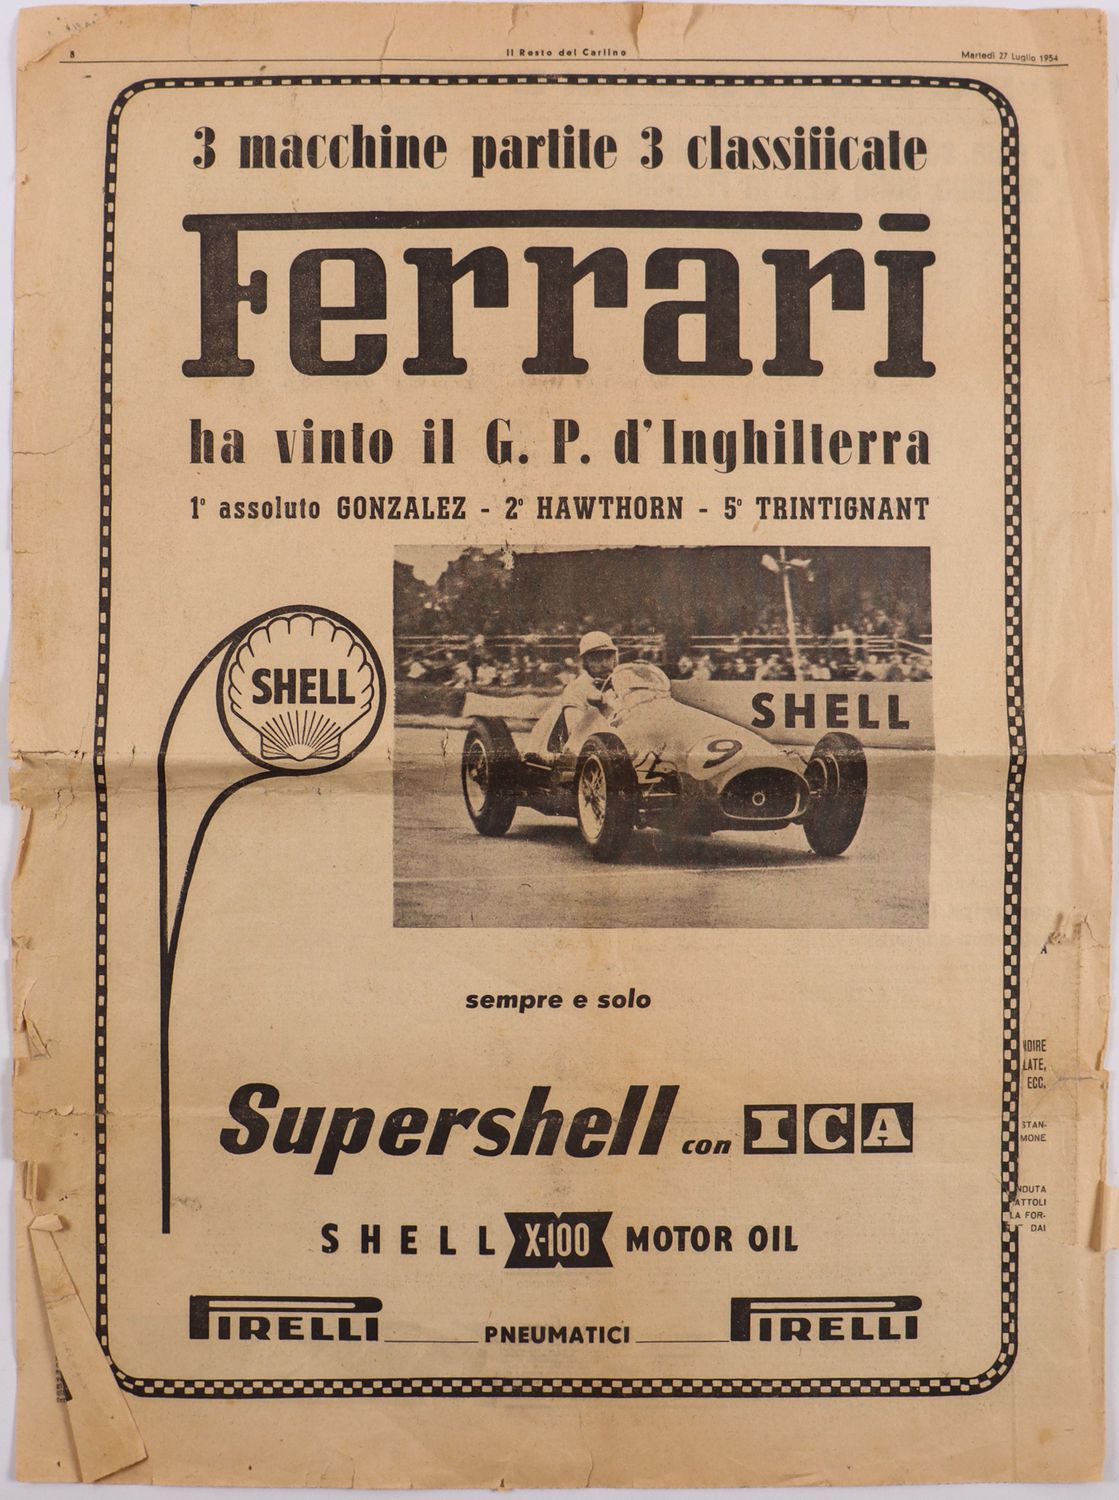 8 Il Resto del Carlino Martedì 27 Luglio 1954
3 macchine partite 3 classificate
Ferrari
ha vinto il G. P. d'Inghilterra
1° assoluto GONZALEZ - 2° HAWTHORN - 5° TRINTIGNANT
SHELL
SHELL
9
sempre e solo
Supershell con ICA
SHELL X-100 MOTOR OIL
PIRELLI PNEUMATICI PIRELLI
LATE,
ECC.
STAN-
MONE
NDUTA
ATTOLI
LA FOR-
DAI